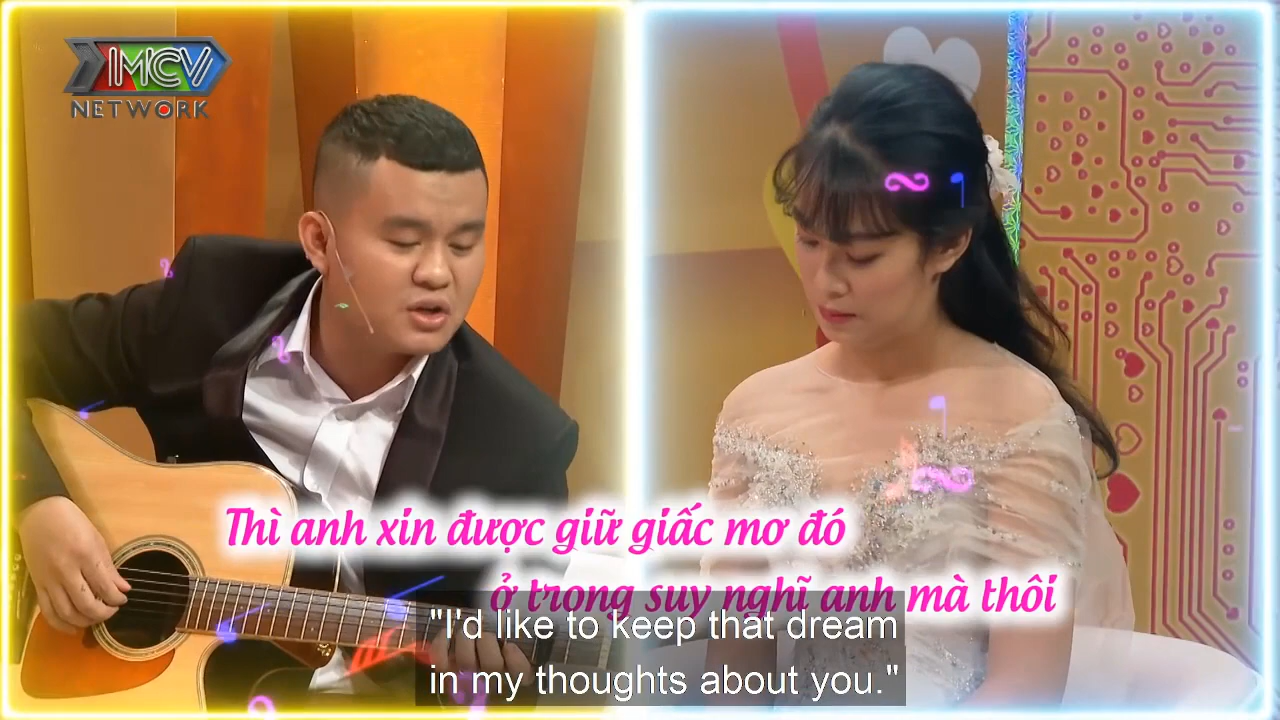 MCV
NETWORK
Thì anh xin được giữ giấc mơ đó
ở trong suy nghĩ anh mà thôi
"I'd like to keep that dream
in my thoughts about you."